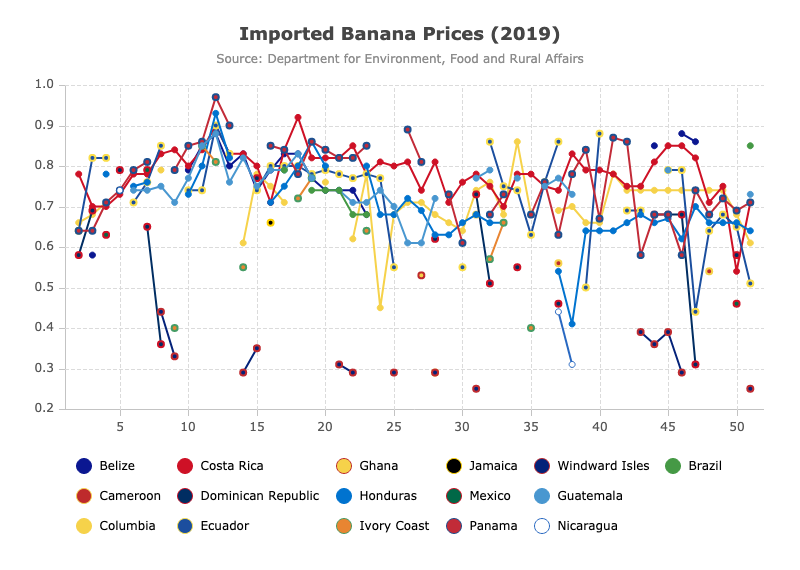 Imported Banana Prices (2019)
Source: Department for Environment, Food and Rural Affairs
1.0
0.9
0.8
0.7
0.6
0.5
0.4
0.3
0.2
5 10 15 20 25 30 35 40 45 50
Belize Costa Rica Ghana Jamaica Windward Isles Brazil
Cameroon Dominican Republic Honduras Mexico Guatemala
Columbia Ecuador Ivory Coast Panama Nicaragua